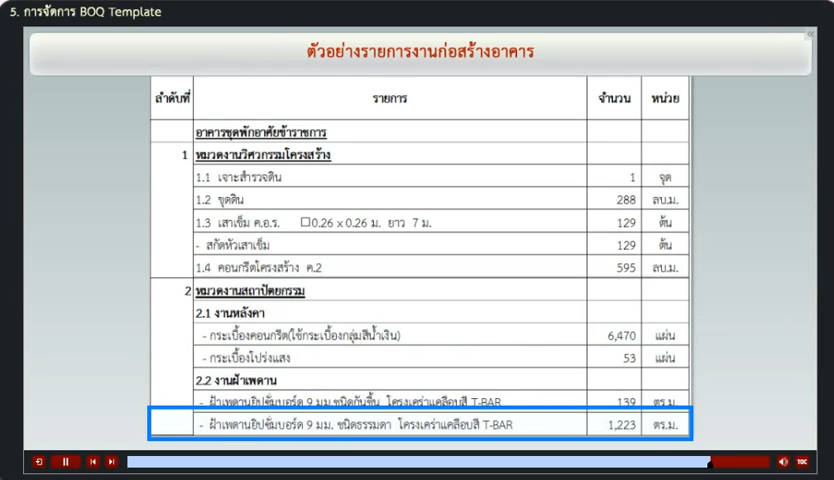 5. การจัดการ BOQ Template
ตัวอย่างรายการงานก่อสร้างอาคาร
ลำดับที่ รายการ จำนวน หน่วย
อาคารชุดพักอาศัยข้าราชการ
1 หมวดงานวิศวกรรมโครงสร้าง
1.1 เจาะสำรวจดิน 1 จุด
1.2 ขุดดิน 288 ลบ.ม.
1.3 เสาเข็ม ค.อ.ร. □0.26 x 0.26 ม. ยาว 7 ม. 129 ต้น
- สกัดหัวเสาเข็ม 129 ต้น
1.4 คอนกรีตโครงสร้าง ค.2 595 ลบ.ม.
2 หมวดงานสถาปัตยกรรม
2.1 งานหลังคา
- กระเบื้องคอนกรีต(ใช้กระเบื้องกลุ่มสีน้ำเงิน) 6,470 แผ่น
- กระเบื้องโปร่งแสง 53 แผ่น
2.2 งานฝ้าเพดาน
- ฝ้าเพดานยิปซั่มบอร์ด 9 มม. ชนิดกันชื้น โครงเคร่าเคลือบสี T-BAR 139 ตร.ม.
- ฝ้าเพดานยิปซั่มบอร์ด 9 มม. ชนิดธรรมดา โครงเคร่าเคลือบสี T-BAR 1,223 ตร.ม.
TOC